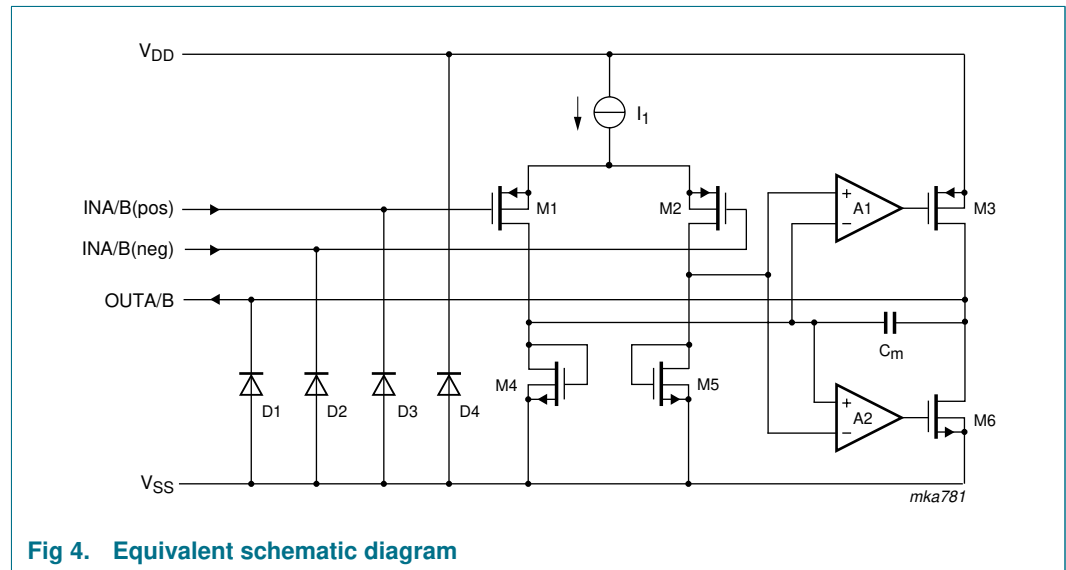 VDD
I1
INA/B(pos)
M1
M2
+
A1
−
M3
INA/B(neg)
OUTA/B
Cm
M4
M5
D1
D2
D3
D4
+
A2
−
M6
VSS
mka781
Fig 4. Equivalent schematic diagram